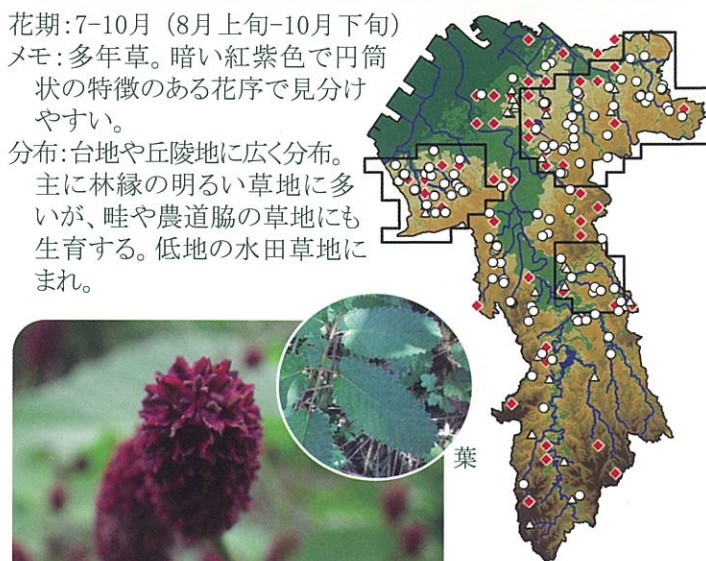 花期:7-10月 (8月上旬-10月下旬)
メモ:多年草。暗い紅紫色で円筒
状の特徴のある花序で見分け
やすい。
分布:台地や丘陵地に広く分布。
主に林縁の明るい草地に多
いが、畦や農道脇の草地にも
生育する。低地の水田草地に
まれ。
葉